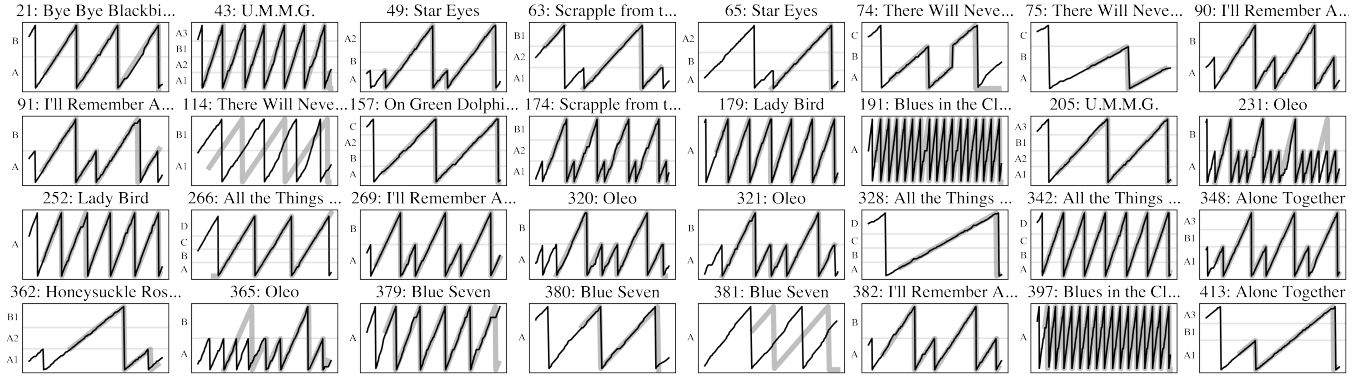 21: Bye Bye Blackbi... 43: U.M.M.G. 49: Star Eyes 63: Scrapple from t... 65: Star Eyes 74: There Will Neve... 75: There Will Neve... 90: I'll Remember A...
B A3 A2 B1 A2 C C B
A B1 A A2 A B B A
A2 A1 A A
A1
91: I'll Remember A... 114: There Will Neve... 157: On Green Dolphi... 174: Scrapple from t... 179: Lady Bird 191: Blues in the Cl... 205: U.M.M.G. 231: Oleo
B B1 C B1 A A A3 B
A A1 A2 A2 B1 A
B A1 A2
A A1
252: Lady Bird 266: All the Things ... 269: I'll Remember A... 320: Oleo 321: Oleo 328: All the Things ... 342: All the Things ... 348: Alone Together
A D B B B D D A3
C A A A C C B1
B B B A1
A A A
362: Honeysuckle Ros... 365: Oleo 379: Blue Seven 380: Blue Seven 381: Blue Seven 382: I'll Remember A... 397: Blues in the Cl... 413: Alone Together
B1 B A A A B A A3
A2 A A B1
A1 A1